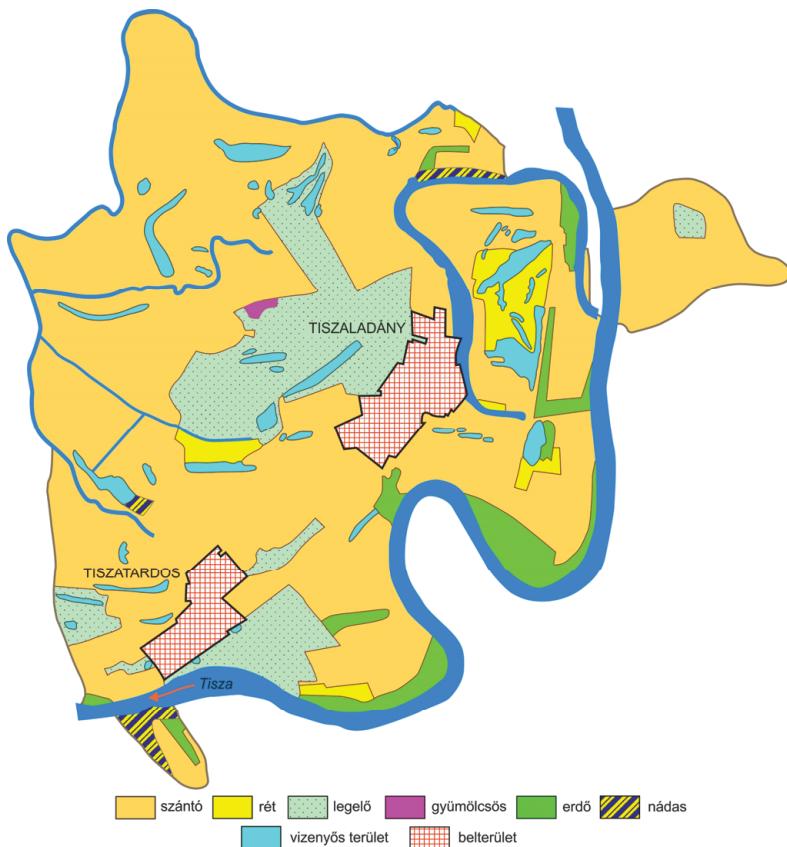 TISZALADÁNY
TISZATARDOS
Tisza
szántó rét legelő gyümölcsös erdő nádas
vizenyős terület belterület